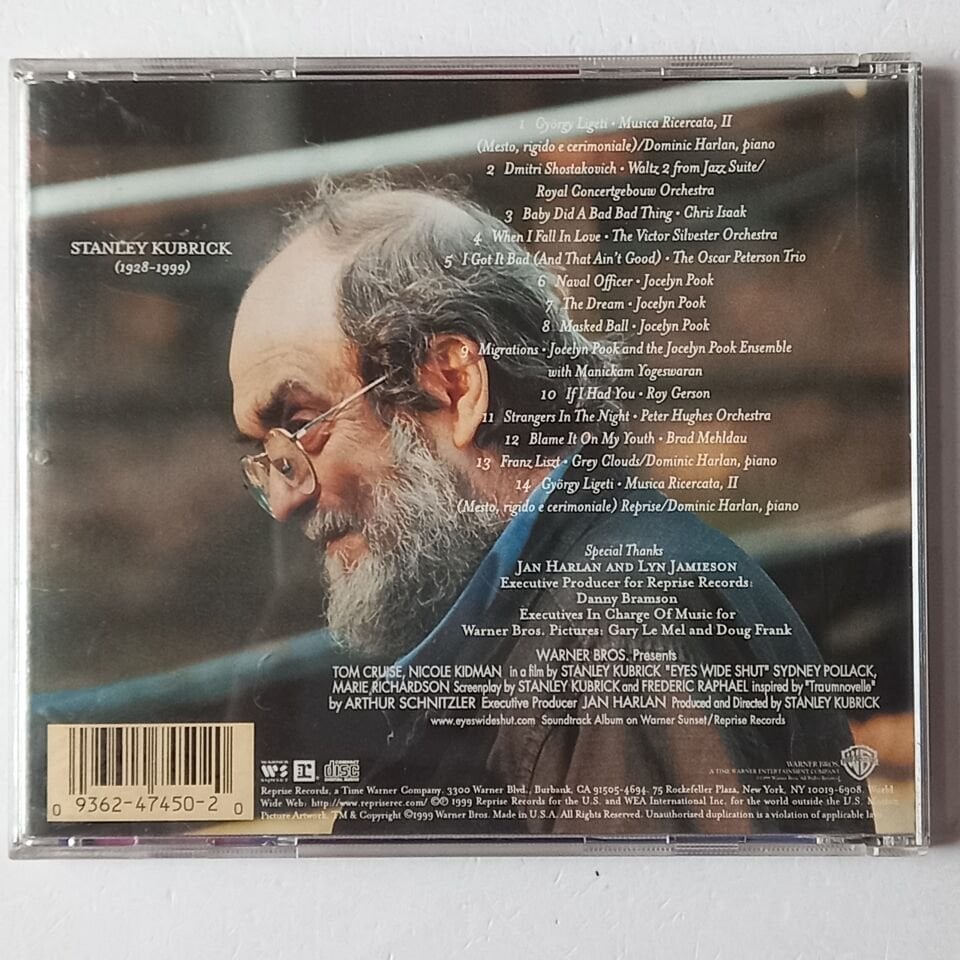 STANLEY KUBRICK
(1928-1999)
1 György Ligeti • Musica Ricercata, II
(Mesto, rigido e cerimoniale)/Dominic Harlan, piano
2 Dmitri Shostakovich • Waltz 2 from Jazz Suite/
Royal Concertgebouw Orchestra
3 Baby Did A Bad Bad Thing • Chris Isaak
4 When I Fall In Love • The Victor Silvester Orchestra
5 I Got It Bad (And That Ain't Good) • The Oscar Peterson Trio
6 Naval Officer • Jocelyn Pook
7 The Dream • Jocelyn Pook
8 Masked Ball • Jocelyn Pook
9 Migrations • Jocelyn Pook and the Jocelyn Pook Ensemble
with Manickam Yogeswaran
10 If I Had You • Roy Gerson
11 Strangers In The Night • Peter Hughes Orchestra
12 Blame It On My Youth • Brad Mehldau
13 Franz Liszt • Grey Clouds/Dominic Harlan, piano
14 György Ligeti • Musica Ricercata, II
(Mesto, rigido e cerimoniale) Reprise/Dominic Harlan, piano
Special Thanks
JAN HARLAN AND LYN JAMIESON
Executive Producer for Reprise Records:
Danny Bramson
Executives In Charge Of Music for
Warner Bros. Pictures: Gary Le Mel and Doug Frank
WARNER BROS. Presents
TOM CRUISE, NICOLE KIDMAN in a film by STANLEY KUBRICK "EYES WIDE SHUT" SYDNEY POLLACK,
MARIE RICHARDSON Screenplay by STANLEY KUBRICK and FREDERIC RAPHAEL inspired by "Traumnovelle"
by ARTHUR SCHNITZLER Executive Producer JAN HARLAN Produced and Directed by STANLEY KUBRICK
www.eyeswideshut.com Soundtrack Album on Warner Sunset/Reprise Records
WARNER BROS.
A TIME WARNER ENTERTAINMENT COMPANY
©1999 Warner Bros. All Rights Reserved.
WB
WS
R
COMPACT
disc
DIGITAL AUDIO
0 9362-47450-2 0
Reprise Records, a Time Warner Company. 3300 Warner Blvd., Burbank, CA 91505-4694. 75 Rockefeller Plaza, New York, NY 10019-6908. World
Wide Web: http://www.repriserec.com/ ©℗ 1999 Reprise Records for the U.S. and WEA International Inc. for the world outside the U.S. Motion
Picture Artwork, TM & Copyright ©1999 Warner Bros. Made in U.S.A. All Rights Reserved. Unauthorized duplication is a violation of applicable